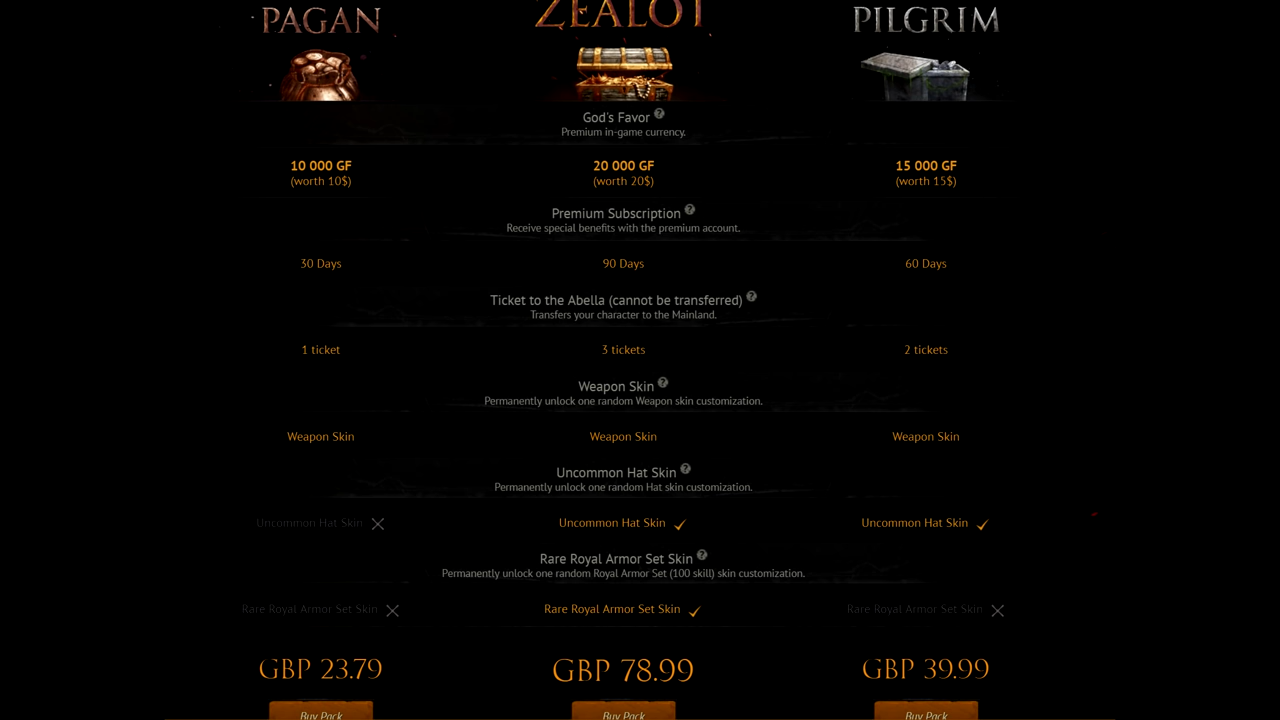 PAGAN
ZEALOT
PILGRIM
God's Favor ?
Premium in-game currency.
10 000 GF
(worth 10$)
20 000 GF
(worth 20$)
15 000 GF
(worth 15$)
Premium Subscription ?
Receive special benefits with the premium account.
30 Days
90 Days
60 Days
Ticket to the Abella (cannot be transferred) ?
Transfers your character to the Mainland.
1 ticket
3 tickets
2 tickets
Weapon Skin ?
Permanently unlock one random Weapon skin customization.
Weapon Skin
Weapon Skin
Weapon Skin
Uncommon Hat Skin ?
Permanently unlock one random Hat skin customization.
Uncommon Hat Skin
Uncommon Hat Skin
Uncommon Hat Skin
Rare Royal Armor Set Skin ?
Permanently unlock one random Royal Armor Set (100 skill) skin customization.
Rare Royal Armor Set Skin
Rare Royal Armor Set Skin
Rare Royal Armor Set Skin
GBP 23.79
GBP 78.99
GBP 39.99
Buy Pack
Buy Pack
Buy Pack